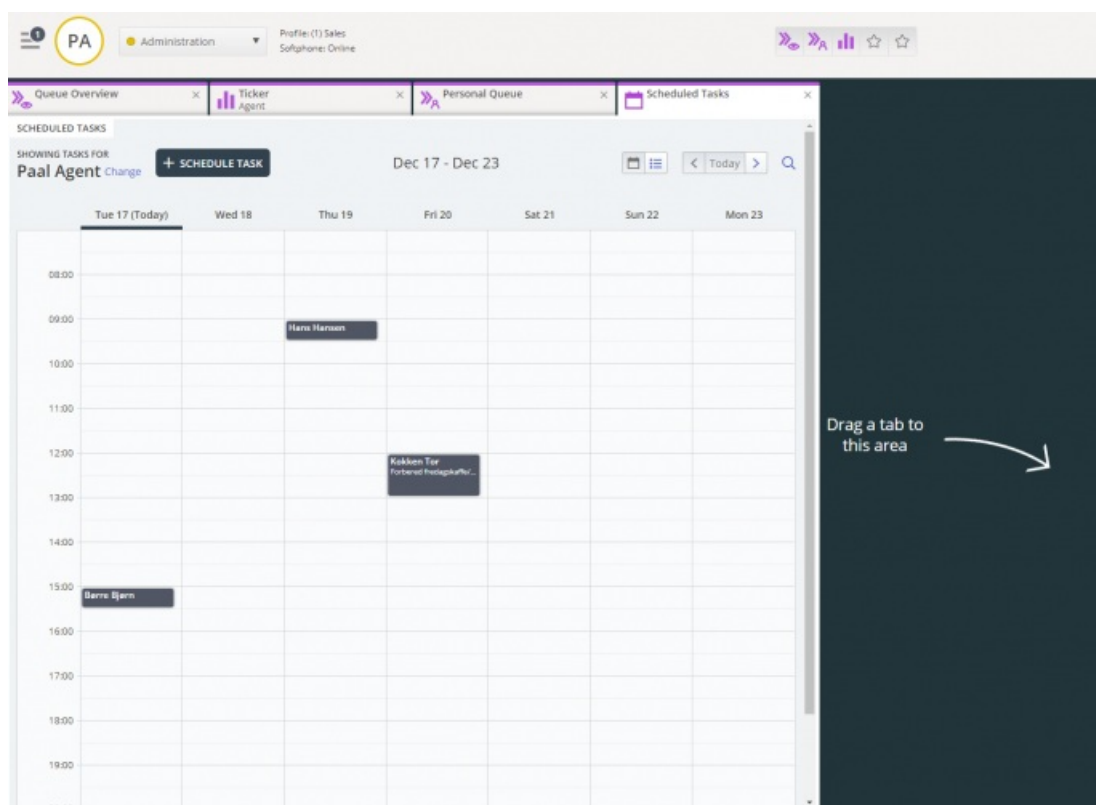 1
PA
Administration
Profile: (1) Sales
Softphone: Online
Queue Overview
Ticker
Agent
Personal Queue
Scheduled Tasks
SCHEDULED TASKS
SHOWING TASKS FOR
Paal Agent Change
+ SCHEDULE TASK
Dec 17 - Dec 23
Today
Tue 17 (Today) Wed 18 Thu 19 Fri 20 Sat 21 Sun 22 Mon 23
08:00
09:00
Hans Hansen
10:00
11:00
12:00
Kokken Tor
Forbered fredagskaffe/...
13:00
14:00
15:00
Børre Bjørn
16:00
17:00
18:00
19:00
Drag a tab to
this area